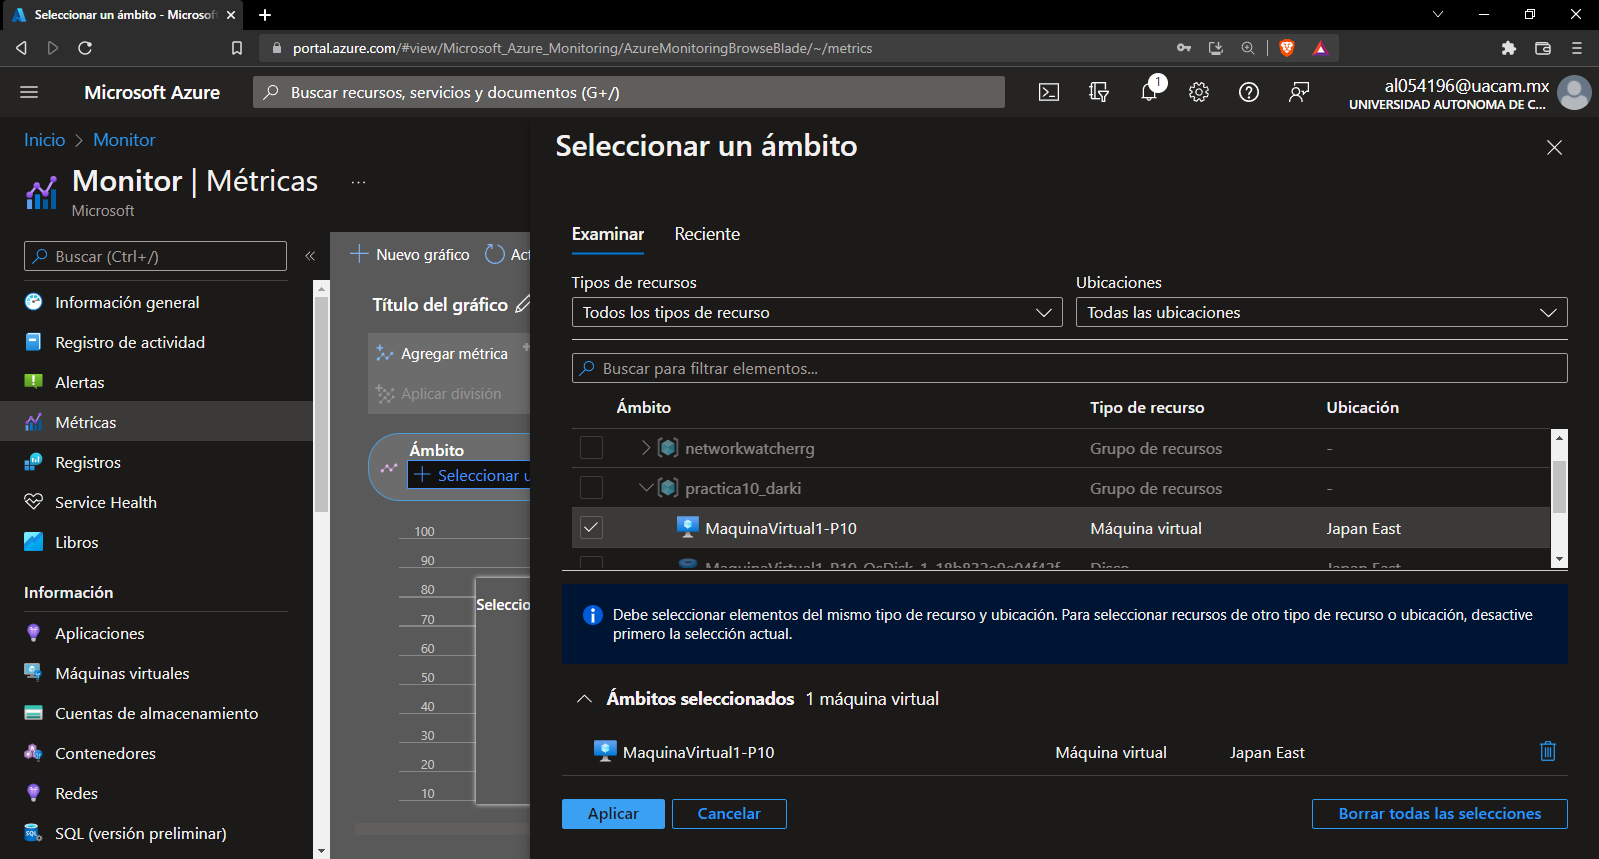 Seleccionar un ámbito - Microsof
portal.azure.com/#view/Microsoft_Azure_Monitoring/AzureMonitoringBrowseBlade/~/metrics
Microsoft Azure
Buscar recursos, servicios y documentos (G+/)
1
al054196@uacam.mx
UNIVERSIDAD AUTONOMA DE C...
Inicio > Monitor
Monitor | Métricas
...
Microsoft
Buscar (Ctrl+/)
«
Información general
Registro de actividad
Alertas
Métricas
Registros
Service Health
Libros
Información
Aplicaciones
Máquinas virtuales
Cuentas de almacenamiento
Contenedores
Redes
SQL (versión preliminar)
Nuevo gráfico
Act
Título del gráfico
Agregar métrica
Aplicar división
Ámbito
Seleccionar u
100
90
80
70
60
50
40
30
20
10
Seleccio
Seleccionar un ámbito
Examinar
Reciente
Tipos de recursos
Ubicaciones
Todos los tipos de recurso
Todas las ubicaciones
Buscar para filtrar elementos...
Ámbito Tipo de recurso Ubicación
networkwatcherrg Grupo de recursos -
practica10_darki Grupo de recursos -
MaquinaVirtual1-P10 Máquina virtual Japan East
Disco Japan East
Debe seleccionar elementos del mismo tipo de recurso y ubicación. Para seleccionar recursos de otro tipo de recurso o ubicación, desactive
primero la selección actual.
Ámbitos seleccionados 1 máquina virtual
MaquinaVirtual1-P10 Máquina virtual Japan East
Aplicar
Cancelar
Borrar todas las selecciones